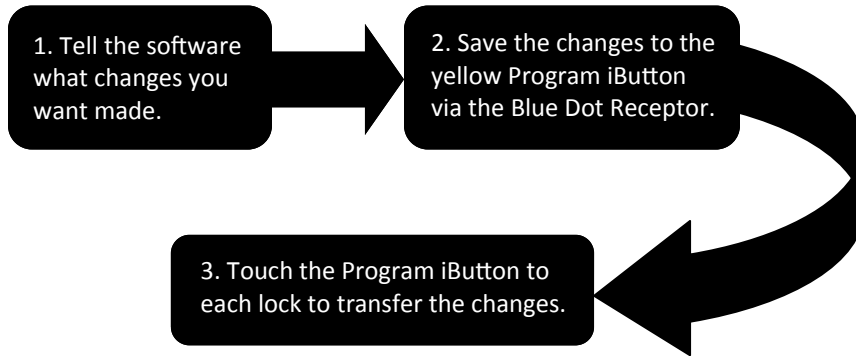 1. Tell the software
what changes you
want made.
2. Save the changes to the
yellow Program iButton
via the Blue Dot Receptor.
3. Touch the Program iButton to
each lock to transfer the changes.